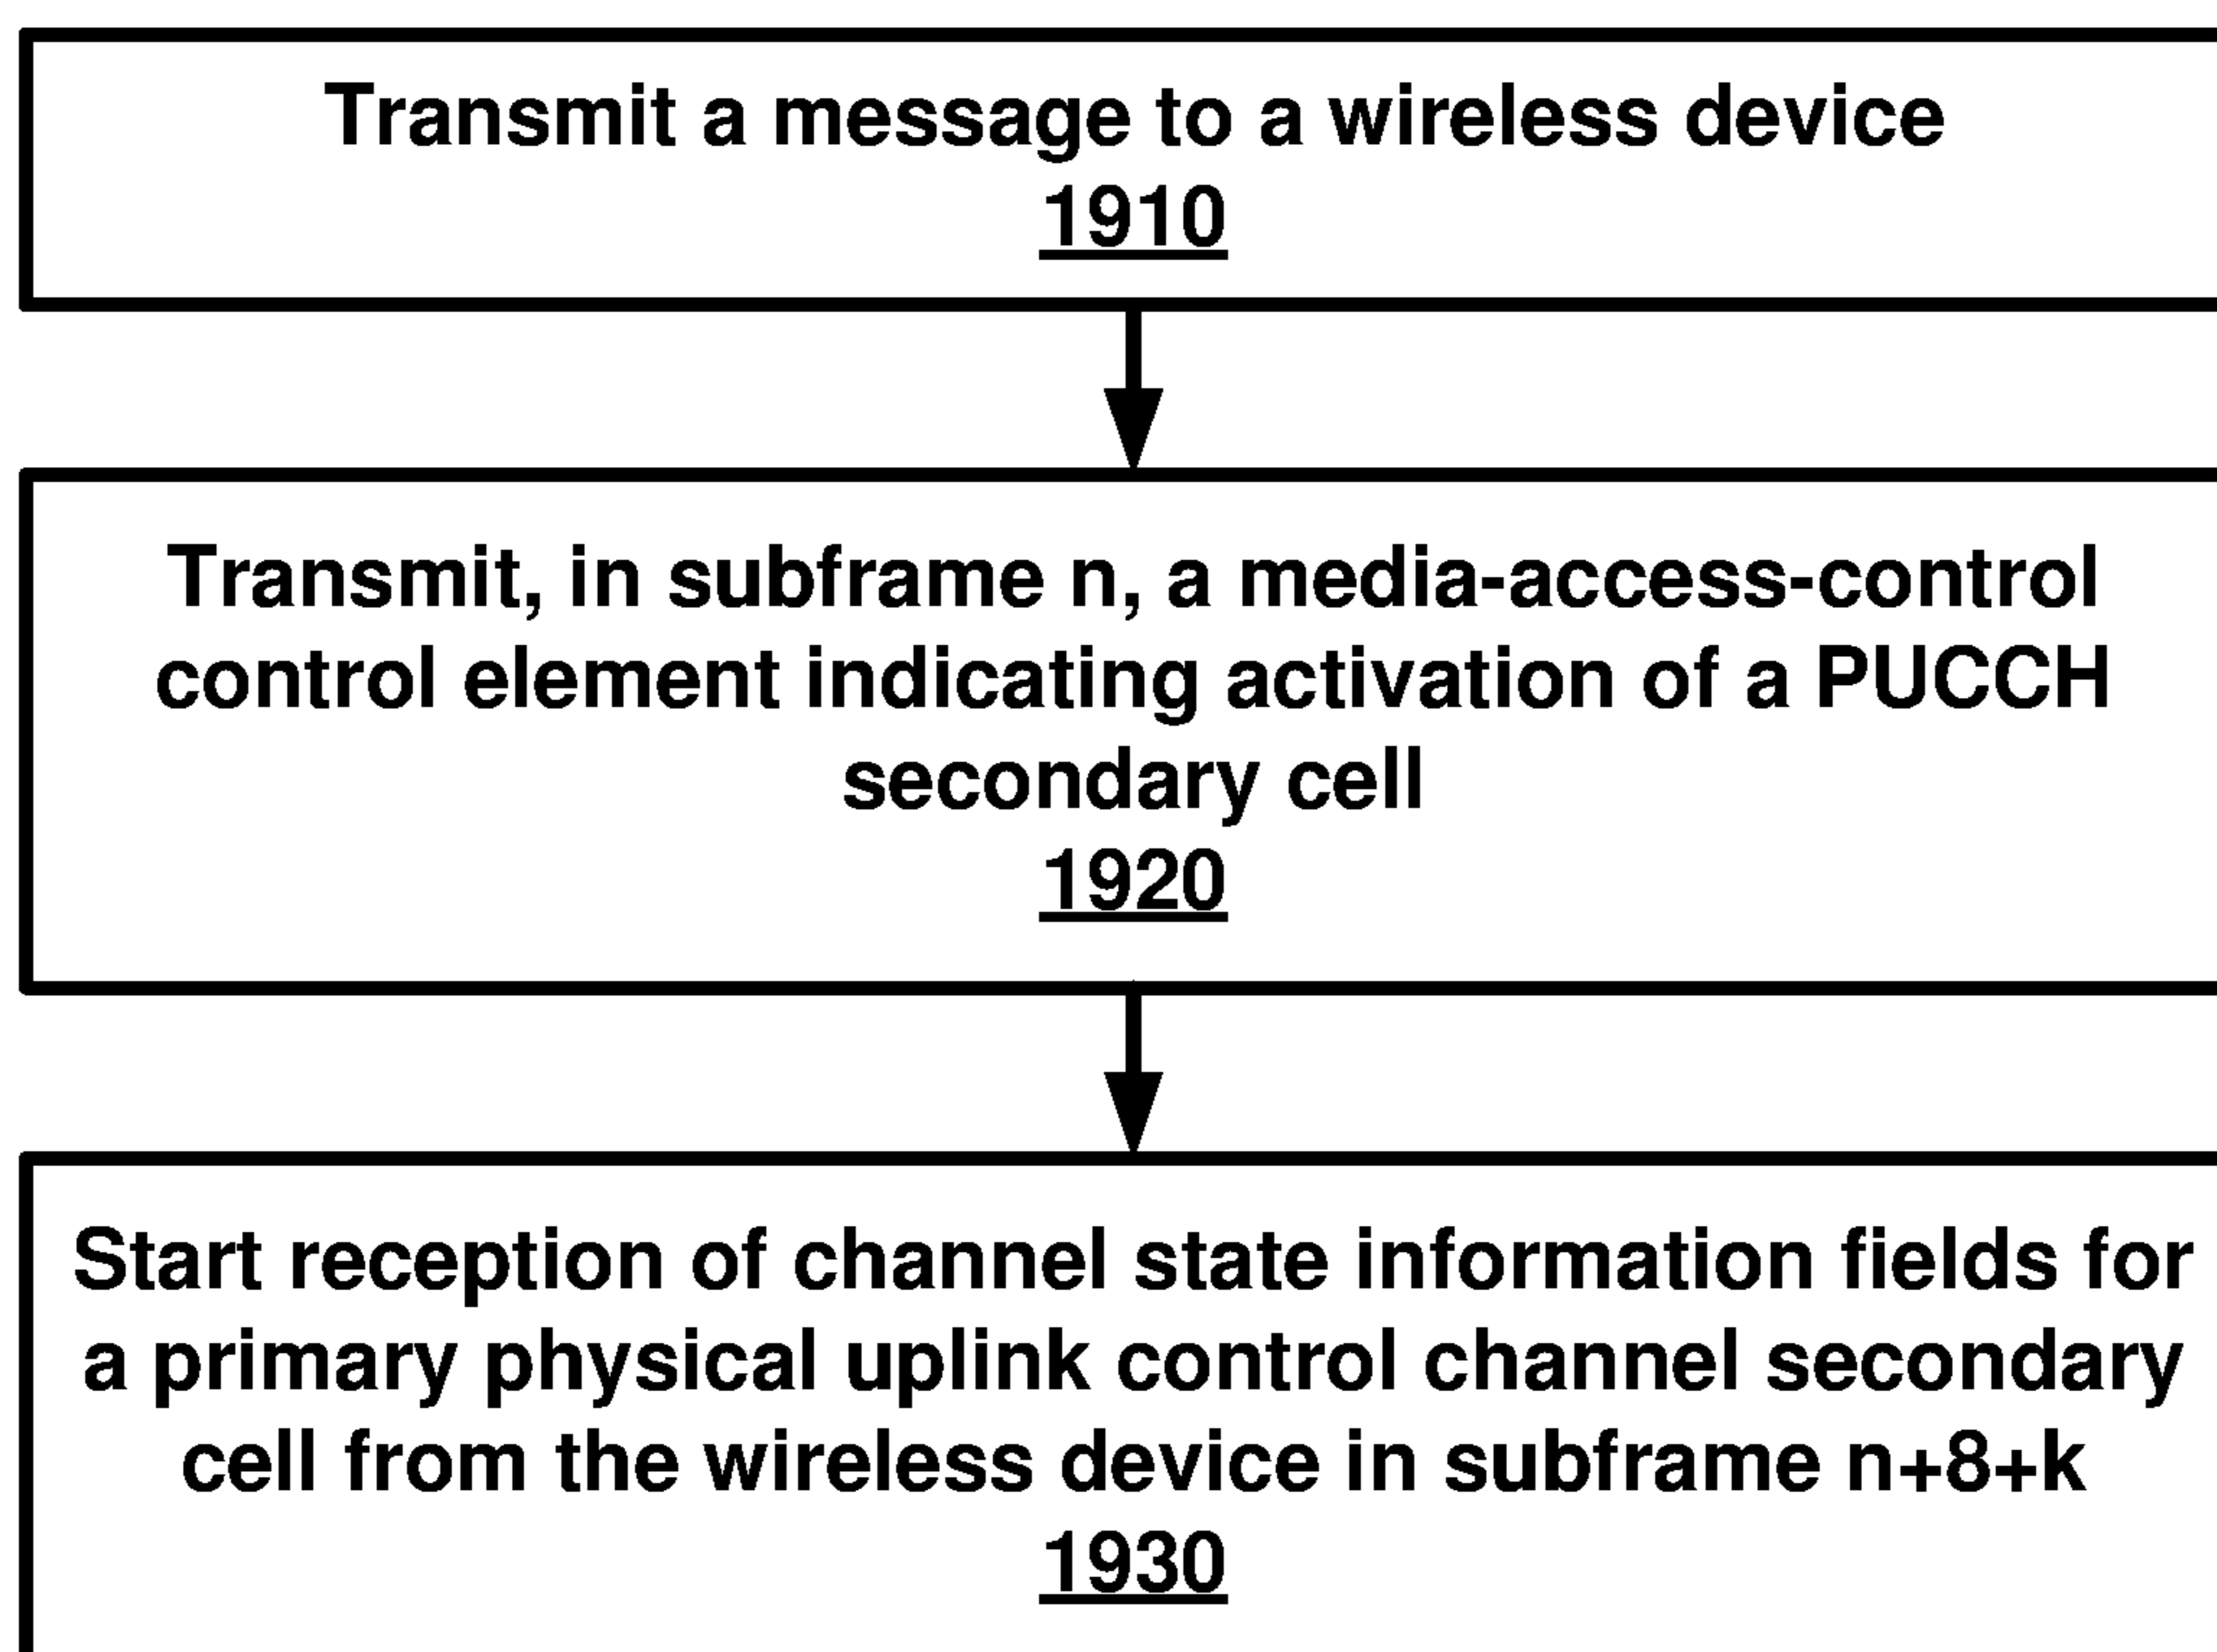 Transmit a message to a wireless device
1910
Transmit, in subframe n, a media-access-control
control element indicating activation of a PUCCH
secondary cell
1920
Start reception of channel state information fields for
a primary physical uplink control channel secondary
cell from the wireless device in subframe n+8+k
1930